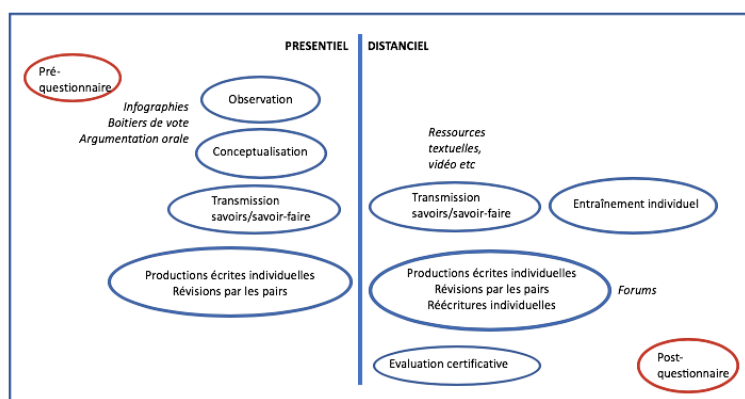 PRESENTIEL
DISTANCIEL
Pré-
questionnaire
Observation
Infographies
Boitiers de vote
Argumentation orale
Conceptualisation
Ressources
textuelles,
vidéo etc
Transmission
savoirs/savoir-faire
Transmission
savoirs/savoir-faire
Entraînement individuel
Productions écrites individuelles
Révisions par les pairs
Productions écrites individuelles
Révisions par les pairs
Réécritures individuelles
Forums
Evaluation certificative
Post-
questionnaire